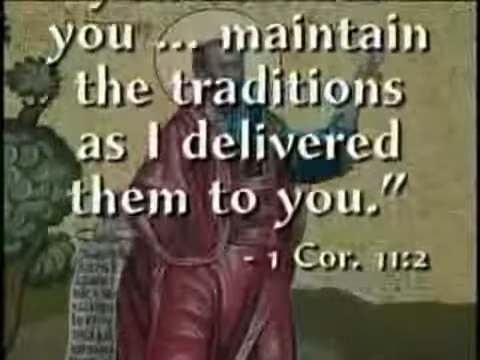 you ... maintain
the traditions
as I delivered
them to you.”
- 1 Cor. 11:2